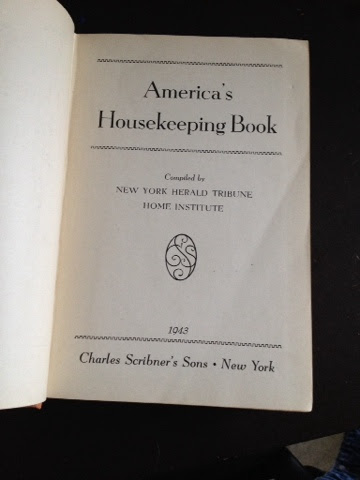 America's
Housekeeping Book
Compiled by
NEW YORK HERALD TRIBUNE
HOME INSTITUTE
1943
Charles Scribner's Sons • New York